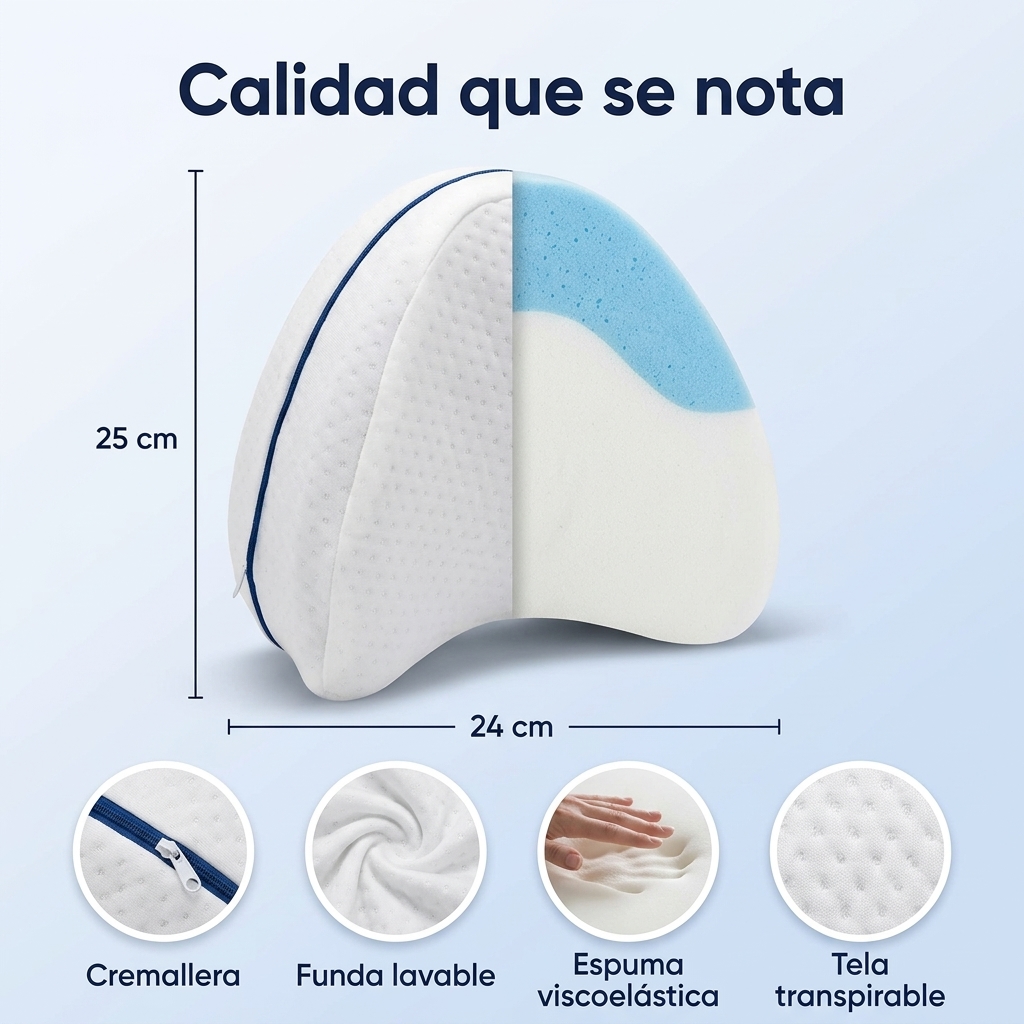 Calidad que se nota
25 cm
24 cm
Cremallera
Funda lavable
Espuma
viscoelástica
Tela
transpirable